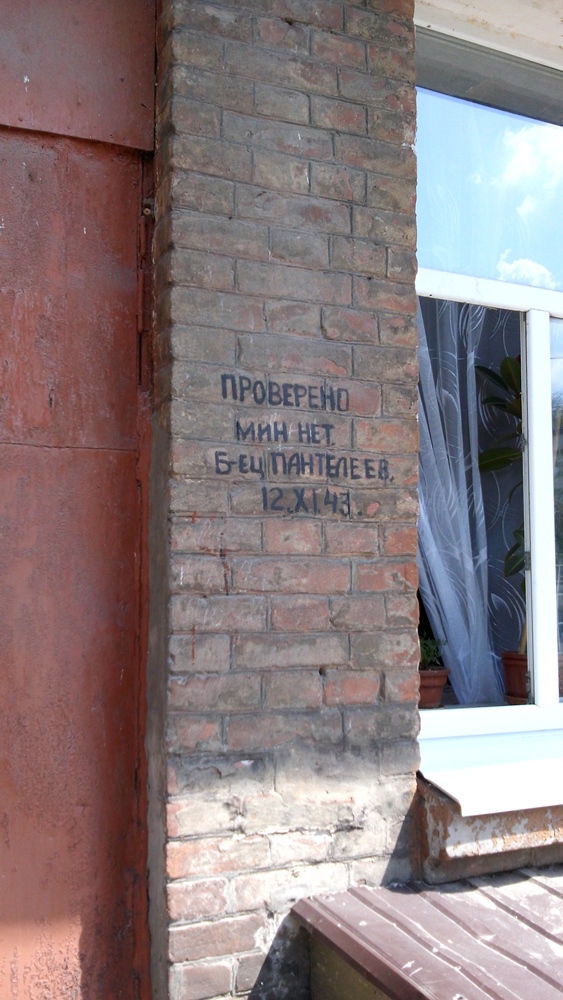 ПРОВЕРЕНО
МИН НЕТ.
Б-ЕЦ ПАНТЕЛЕЕВ.
12.XI.43.